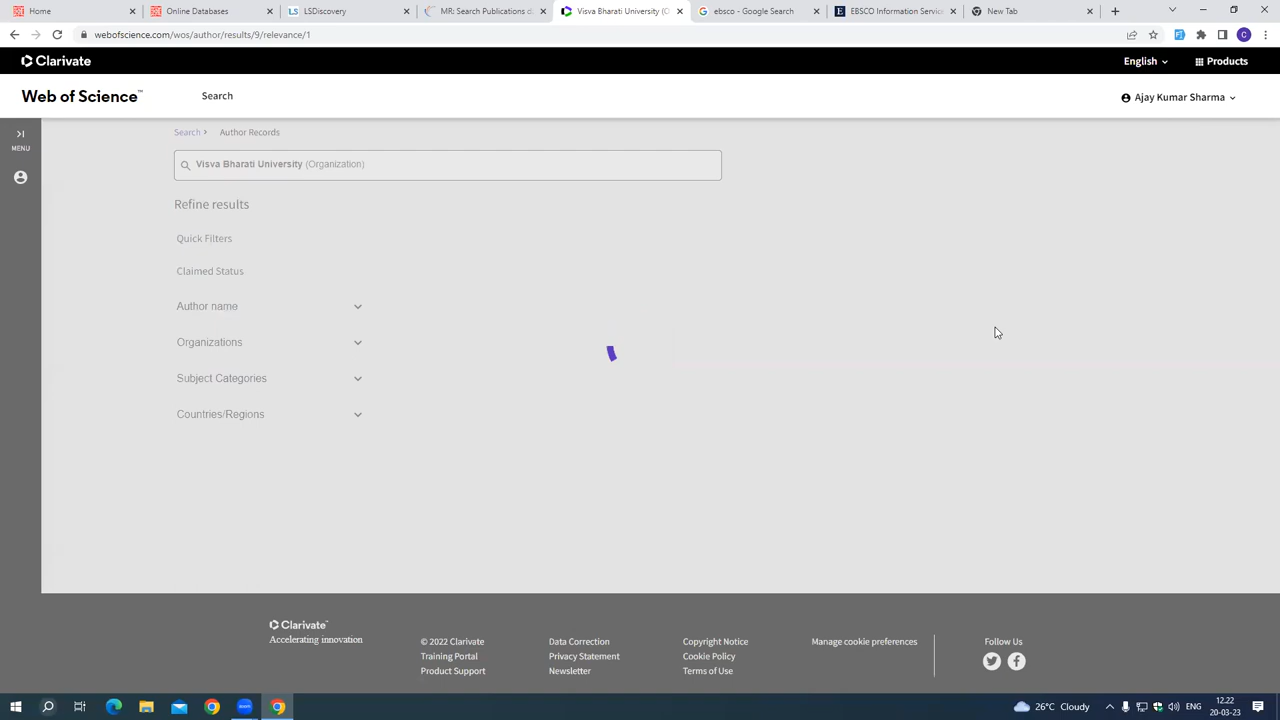 Home
Online Databases
LSDiscovery
MR: Search Publications d
Visva Bharati University (O
ebsco - Google Search
EBSCO Information Service
New Tab
webofscience.com/wos/author/results/9/relevance/1
C
Clarivate
English
Products
Web of Science™
Search
Ajay Kumar Sharma
MENU
Search > Author Records
Visva Bharati University (Organization)
Refine results
Quick Filters
Claimed Status
Author name
Organizations
Subject Categories
Countries/Regions
Clarivate™
Accelerating innovation
© 2022 Clarivate
Training Portal
Product Support
Data Correction
Privacy Statement
Newsletter
Copyright Notice
Cookie Policy
Terms of Use
Manage cookie preferences
Follow Us
zoom
26°C Cloudy
12.22
20-03-23